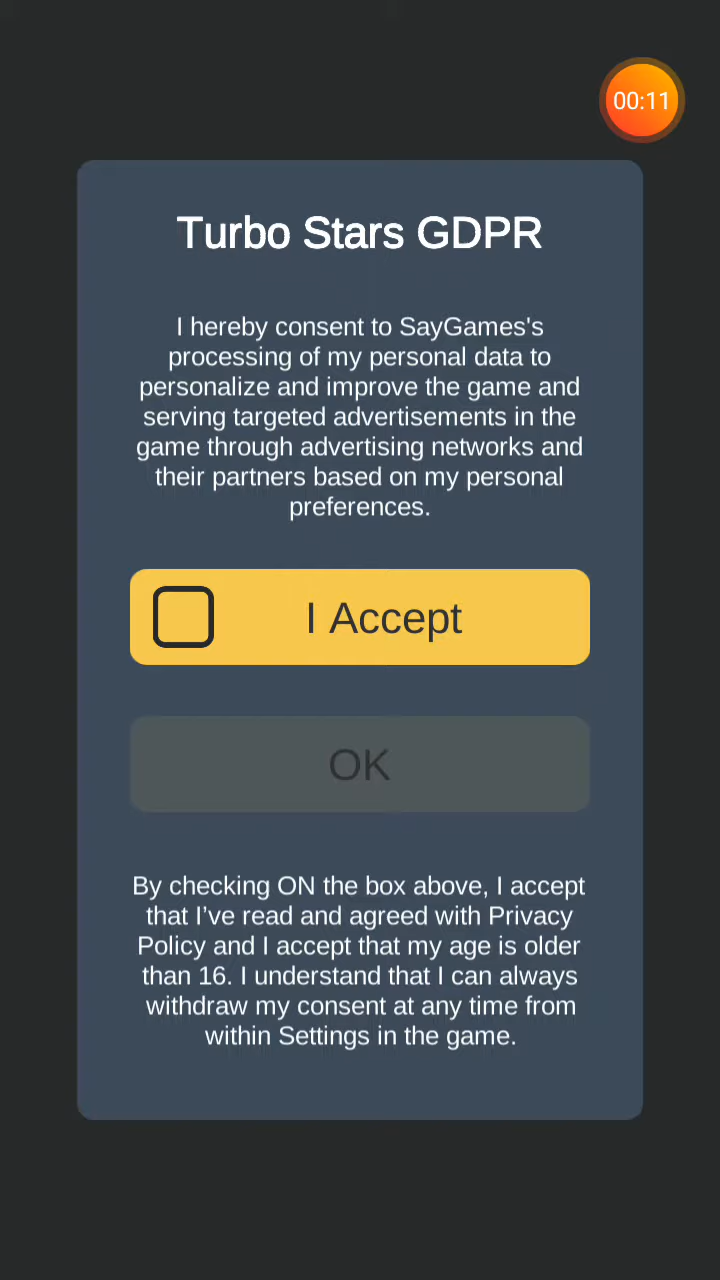 00:11
Turbo Stars GDPR
I hereby consent to SayGames's
processing of my personal data to
personalize and improve the game and
serving targeted advertisements in the
game through advertising networks and
their partners based on my personal
preferences.
I Accept
OK
By checking ON the box above, I accept
that I’ve read and agreed with Privacy
Policy and I accept that my age is older
than 16. I understand that I can always
withdraw my consent at any time from
within Settings in the game.